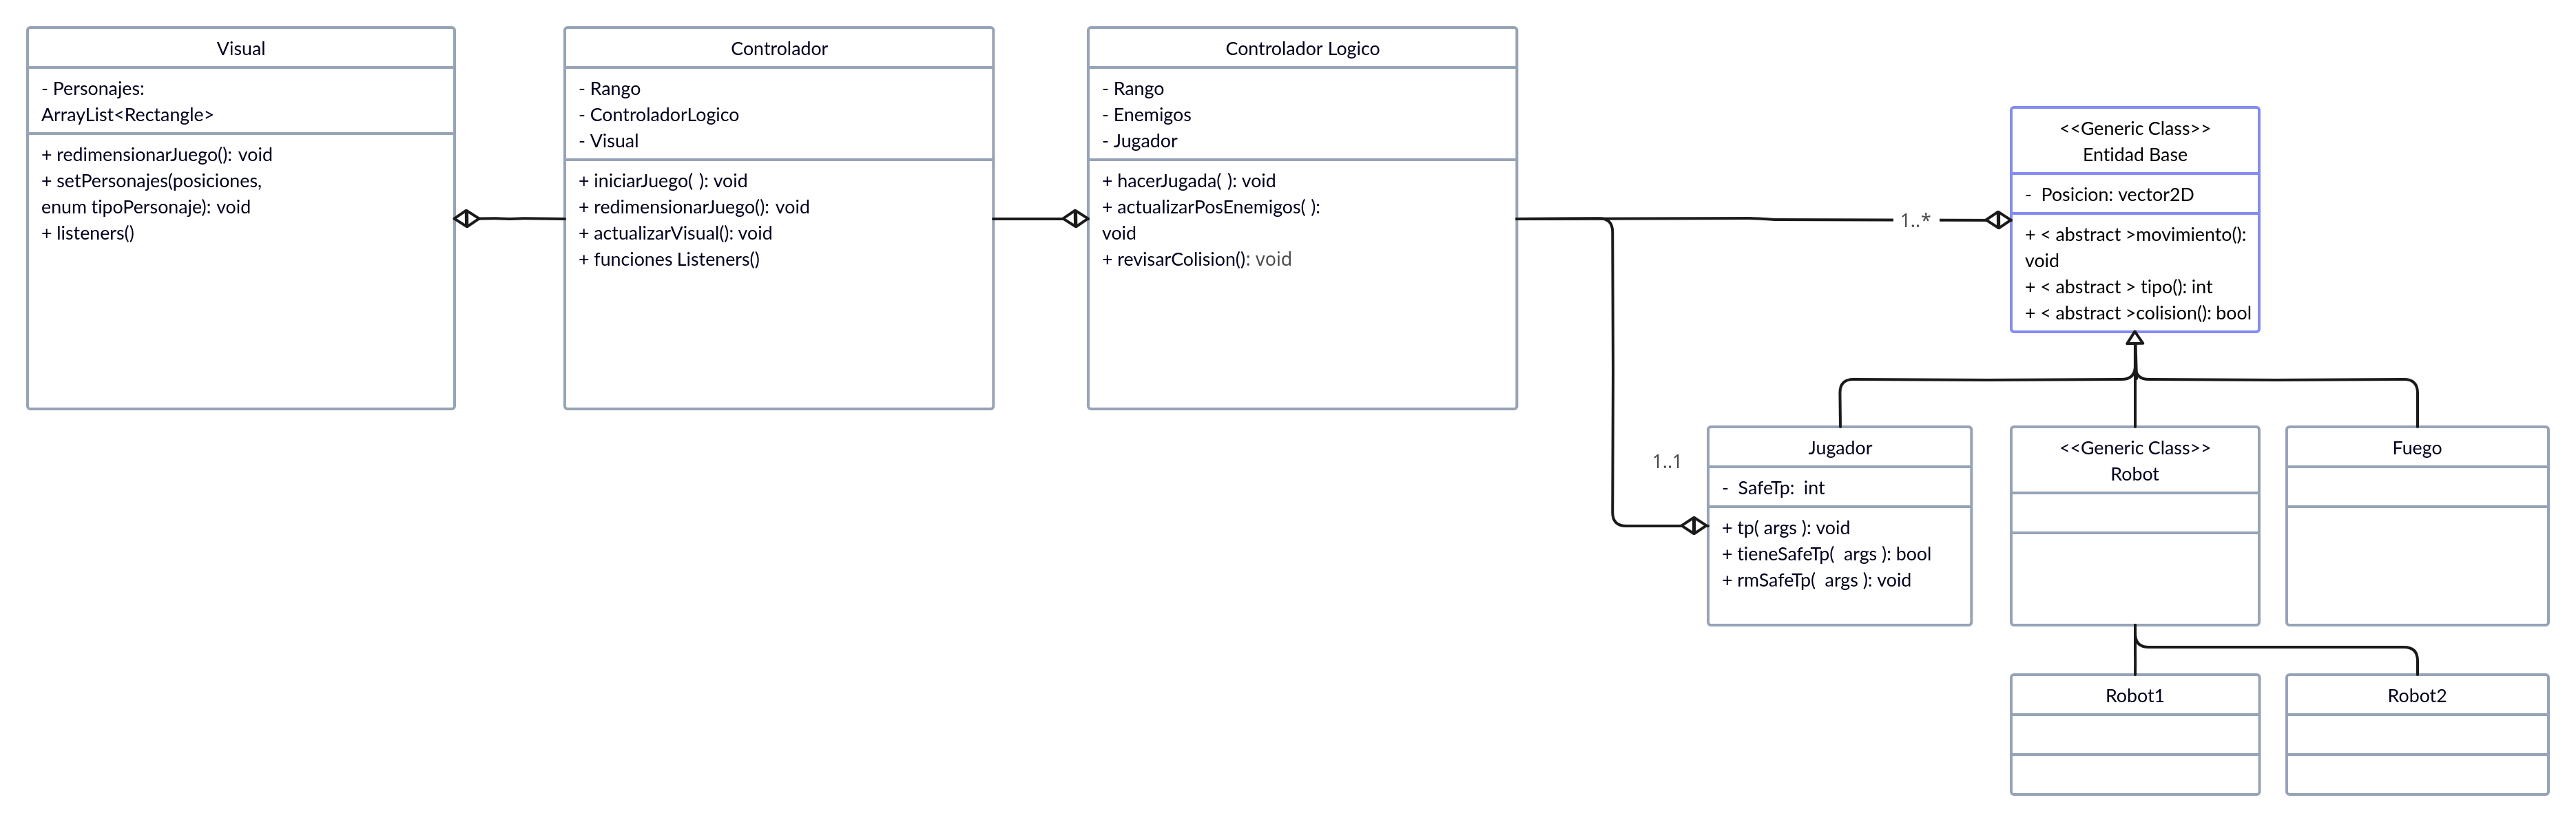 Visual
- Personajes:
ArrayList<Rectangle>
+ redimensionarJuego(): void
+ setPersonajes(posiciones,
enum tipoPersonaje): void
+ listeners()
Controlador
- Rango
- ControladorLogico
- Visual
+ iniciarJuego( ): void
+ redimensionarJuego(): void
+ actualizarVisual(): void
+ funciones Listeners()
Controlador Logico
- Rango
- Enemigos
- Jugador
+ hacerJugada( ): void
+ actualizarPosEnemigos( ):
void
+ revisarColision(): void
1..*
1..1
<<Generic Class>>
Entidad Base
- Posicion: vector2D
+ < abstract >movimiento():
void
+ < abstract > tipo(): int
+ < abstract >colision(): bool
Jugador
- SafeTp: int
+ tp( args ): void
+ tieneSafeTp( args ): bool
+ rmSafeTp( args ): void
<<Generic Class>>
Robot
Fuego
Robot1
Robot2